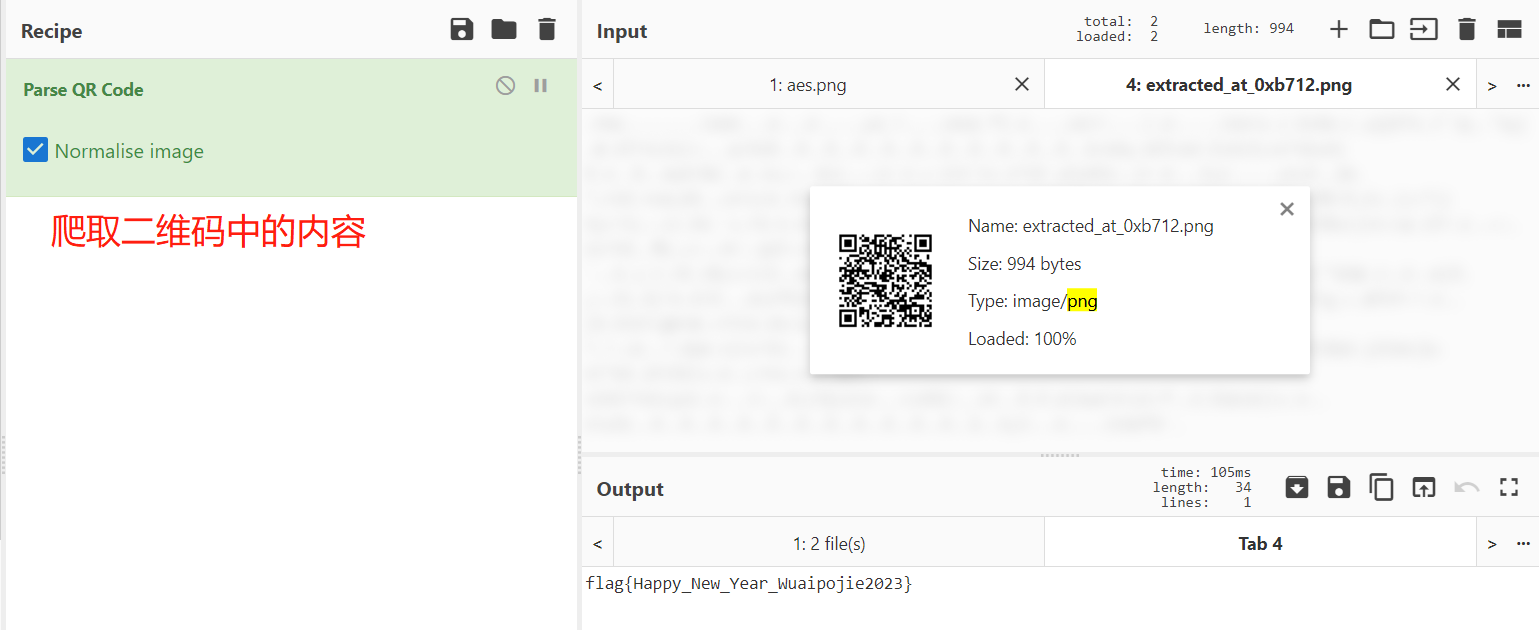 Recipe
Parse QR Code
Normalise image
爬取二维码中的内容
Input
total: 2
loaded: 2
length: 994
< 1: aes.png × 4: extracted_at_0xb712.png × > ...
Name: extracted_at_0xb712.png
Size: 994 bytes
Type: image/png
Loaded: 100%
Output
time: 105ms
length: 34
lines: 1
< 1: 2 file(s) Tab 4 > ...
flag{Happy_New_Year_Wuaipojie2023}